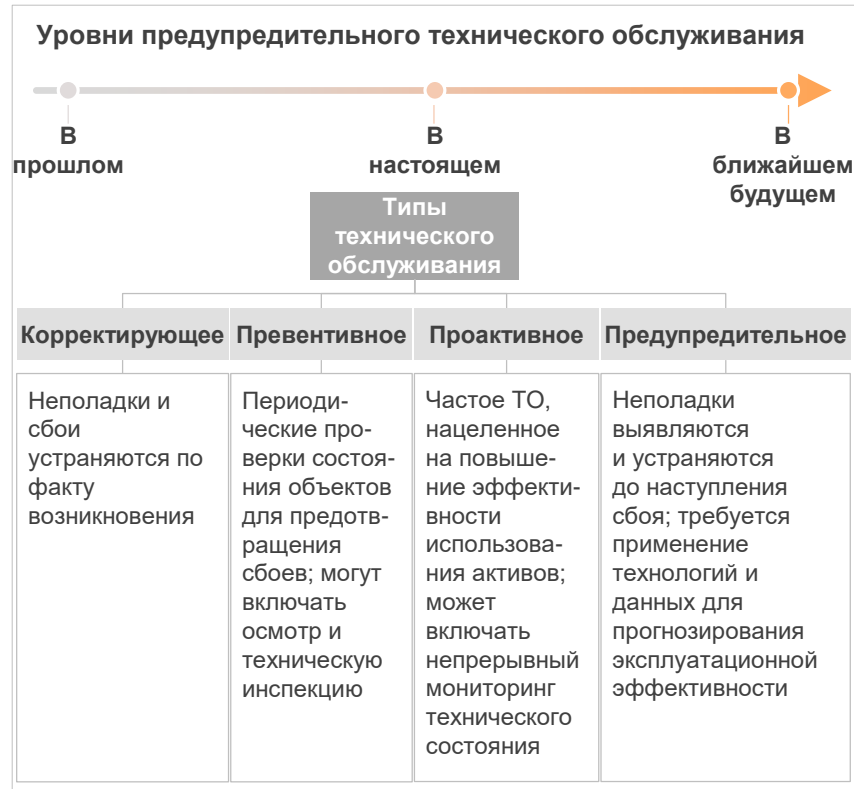 Уровни предупредительного технического обслуживания
В
прошлом
В
настоящем
В
ближайшем
будущем
Типы
технического
обслуживания
Корректирующее
Неполадки и
сбои
устраняются по
факту
возникновения
Превентивное
Периоди-
ческие про-
верки состоя-
ния объектов
для предотв-
ращения
сбоев; могут
включать
осмотр и
техническую
инспекцию
Проактивное
Частое ТО,
нацеленное
на повыше-
ние эффекти-
вности
использова-
ния активов;
может
включать
непрерывный
мониторинг
технического
состояния
Предупредительное
Неполадки
выявляются
и устраняются
до наступления
сбоя; требуется
применение
технологий и
данных для
прогнозирования
эксплуатационной
эффективности